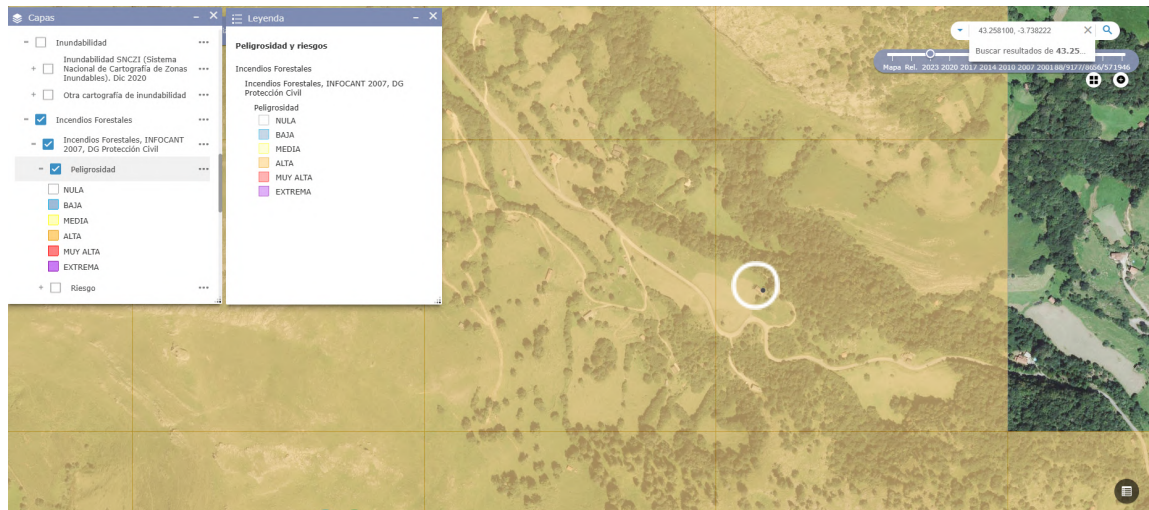 Capas
Inundabilidad
Inundabilidad SNCZI (Sistema
Nacional de Cartografía de Zonas
Inundables). Dic 2020
Otra cartografía de inundabilidad
Incendios Forestales
Incendios Forestales, INFOCANT
2007, DG Protección Civil
Peligrosidad
NULA
BAJA
MEDIA
ALTA
MUY ALTA
EXTREMA
Riesgo
Leyenda
Peligrosidad y riesgos
Incendios Forestales
Incendios Forestales, INFOCANT 2007, DG
Protección Civil
Peligrosidad
NULA
BAJA
MEDIA
ALTA
MUY ALTA
EXTREMA
43.258100, -3.738222
Buscar resultados de 43.25...
Mapa Rel. 2023 2020 2017 2014 2010 2007 2001